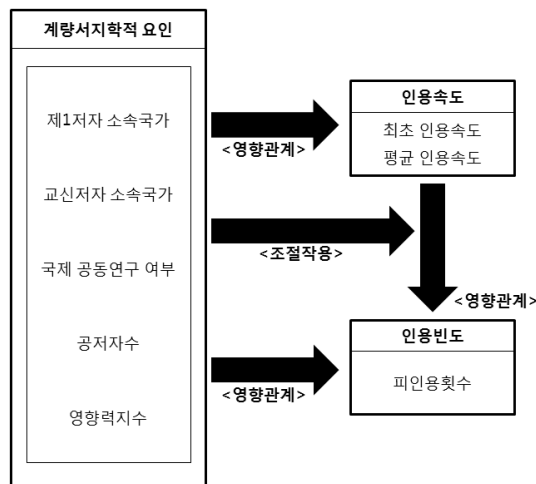 계량서지학적 요인
제1저자 소속국가
교신저자 소속국가
국제 공동연구 여부
공저자수
영향력지수
<영향관계>
<조절작용>
<영향관계>
인용속도
최초 인용속도
평균 인용속도
<영향관계>
인용빈도
피인용횟수